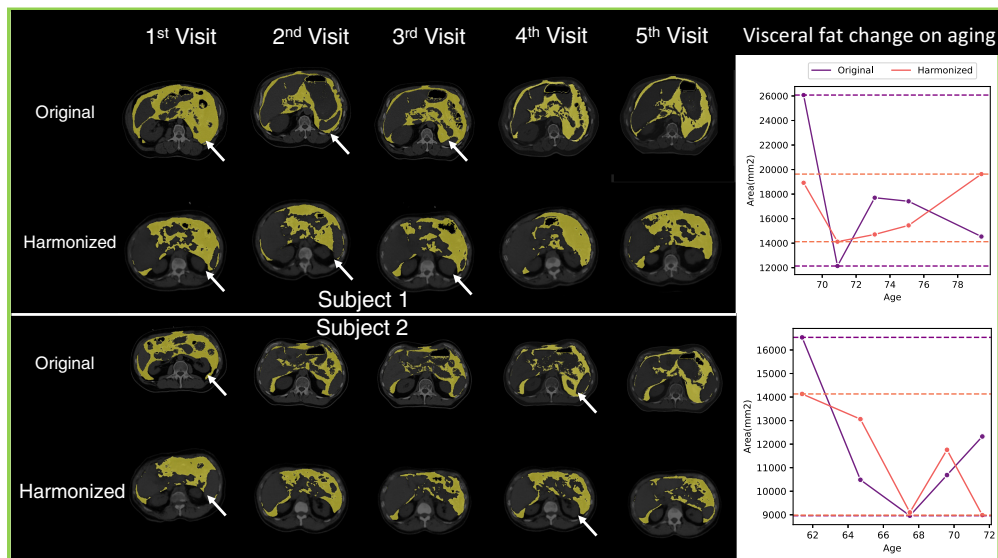 1st Visit 2nd Visit 3rd Visit 4th Visit 5th Visit
Visceral fat change on aging
Original
Harmonized
Subject 1
Original Harmonized
26000
24000
22000
20000
18000
16000
14000
12000
Area(mm2)
70 72 74 76 78
Age
Subject 2
Original
Harmonized
16000
15000
14000
13000
12000
11000
10000
9000
Area(mm2)
62 64 66 68 70 72
Age